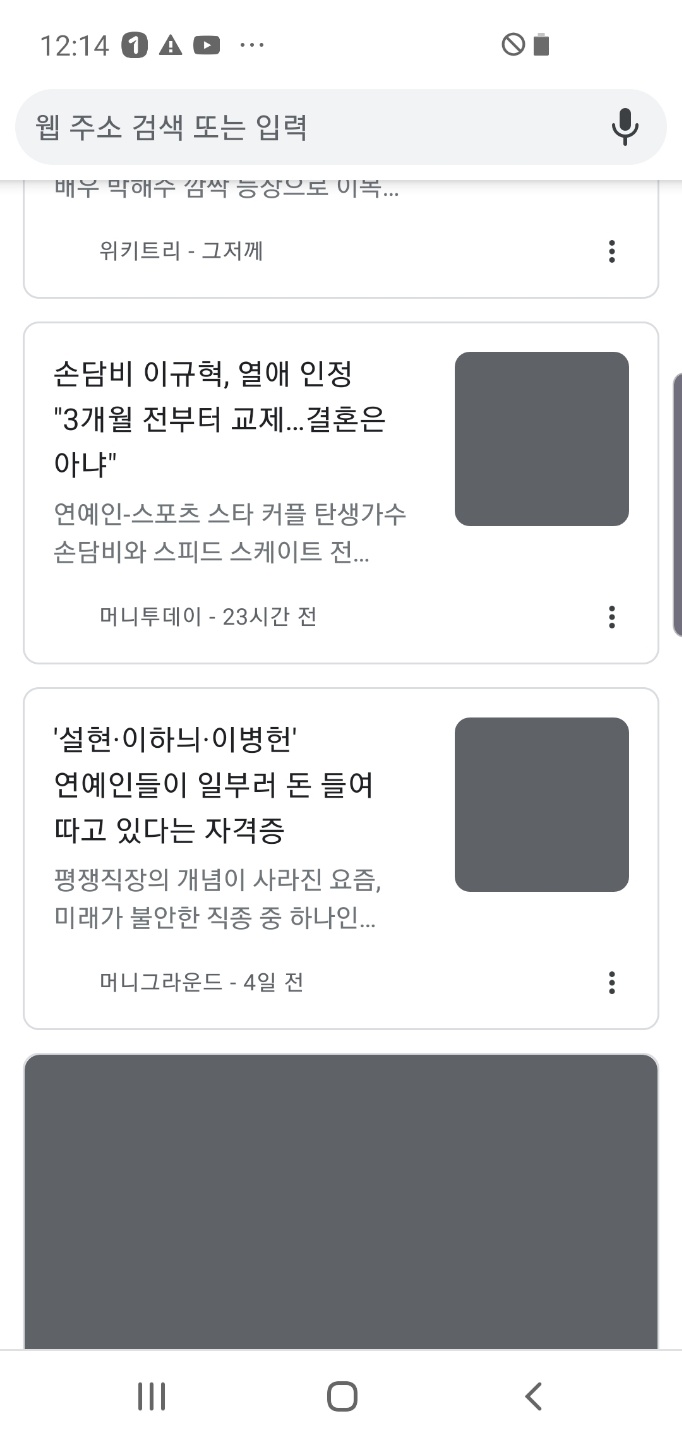 12:14
웹 주소 검색 또는 입력
배우 박해수 깜짝 등장으로 이목...
위키트리 - 그저께
손담비 이규혁, 열애 인정
"3개월 전부터 교제...결혼은
아냐"
연예인-스포츠 스타 커플 탄생가수
손담비와 스피드 스케이트 전...
머니투데이 - 23시간 전
'설현·이하늬·이병헌'
연예인들이 일부러 돈 들여
따고 있다는 자격증
평쟁직장의 개념이 사라진 요즘,
미래가 불안한 직종 중 하나인...
머니그라운드 - 4일 전